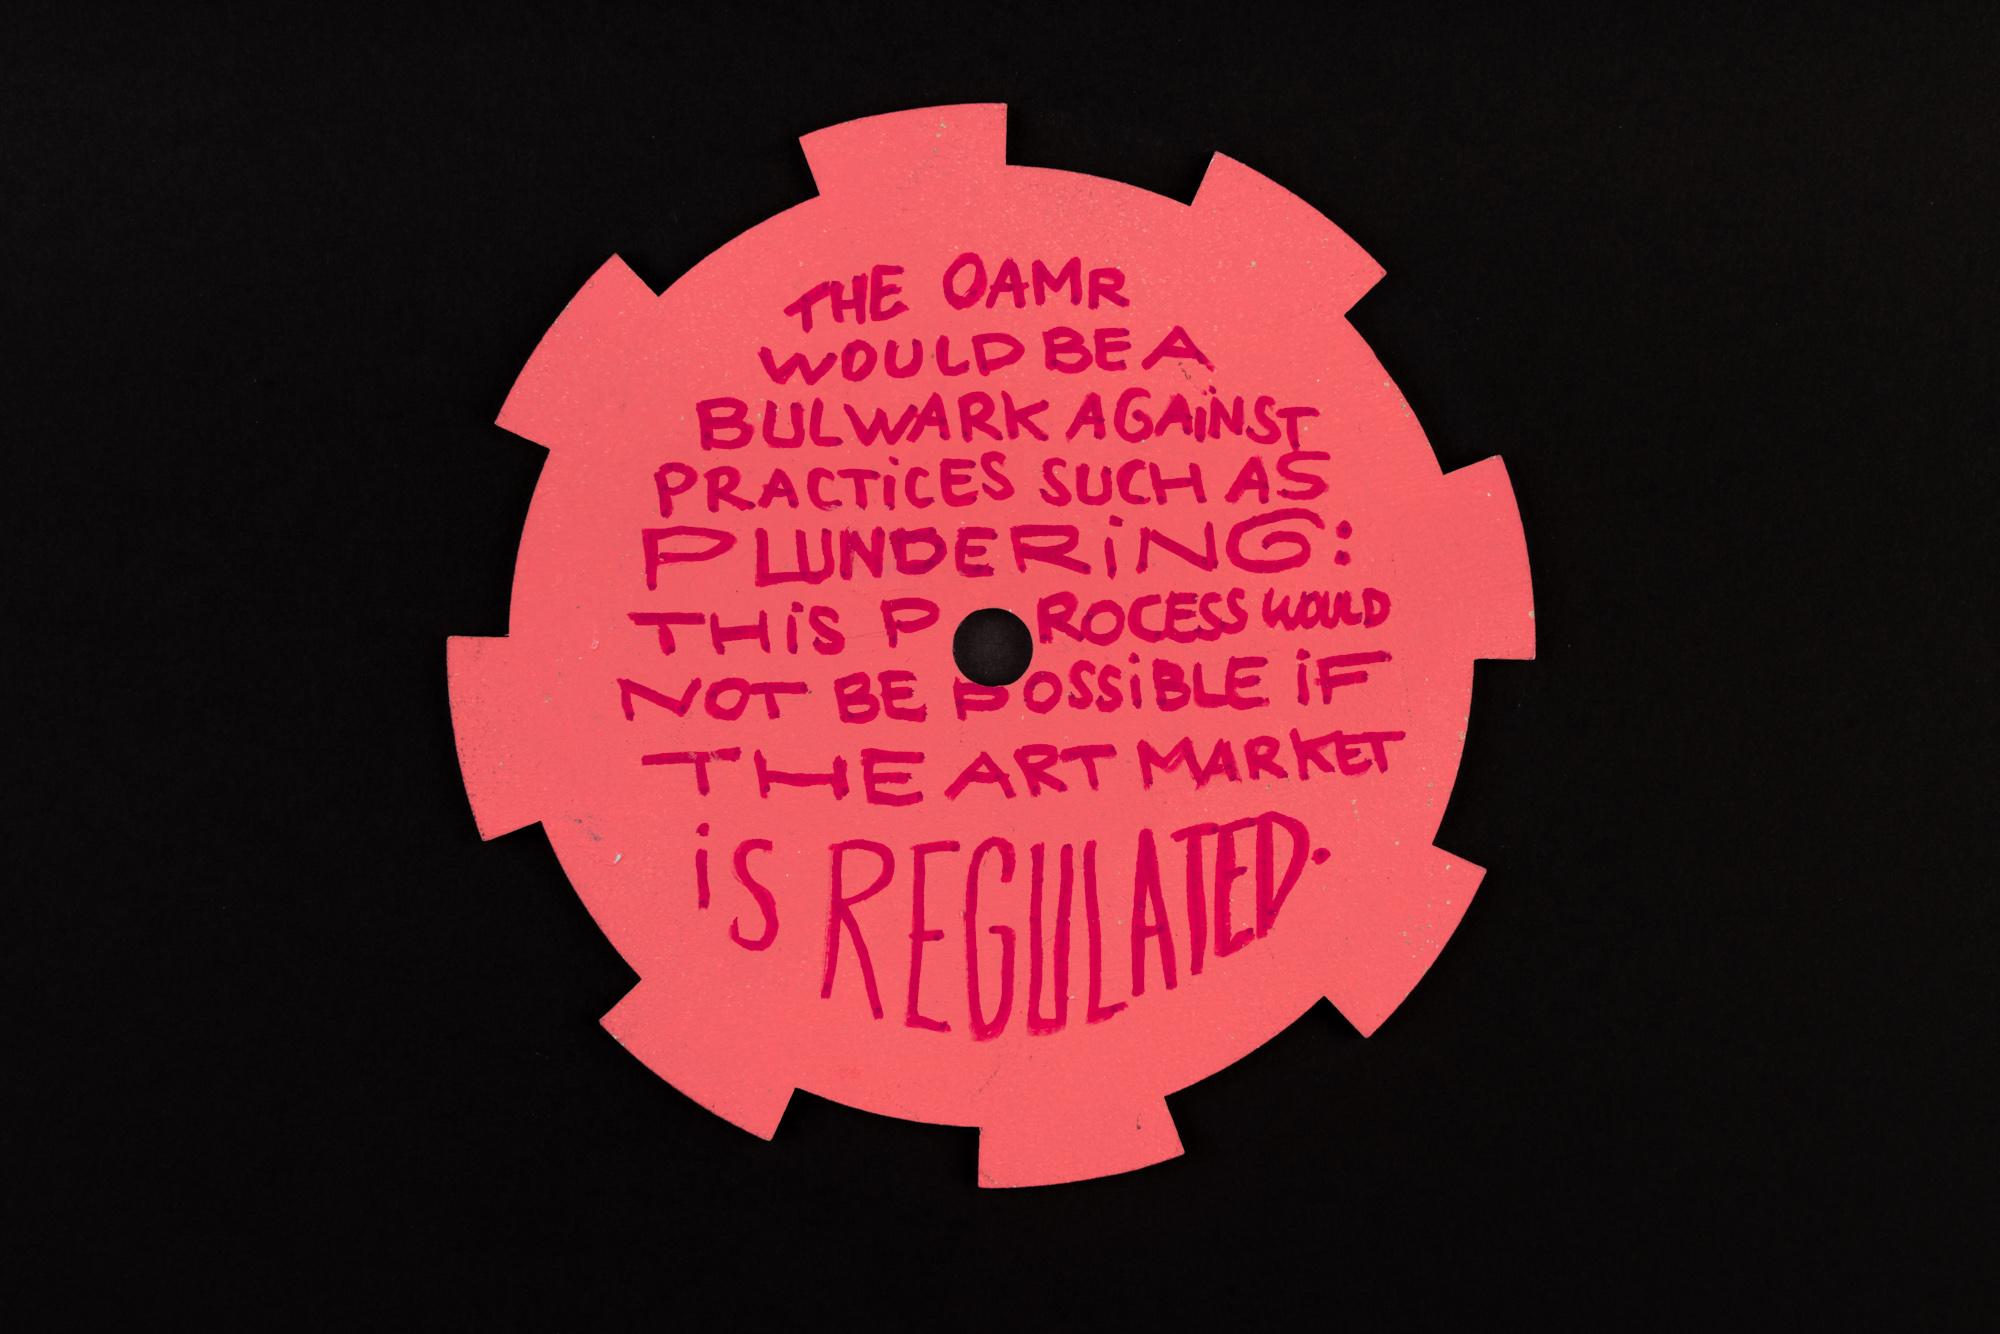 THE OAMR
WOULD BE A
BULWARK AGAiNST
PRACTiCES SUCH AS
PLUNDERiNG:
THiS PROCESS WOULD
NOT BE POSSiBLE iF
THE ART MARKET
iS REGULATED.